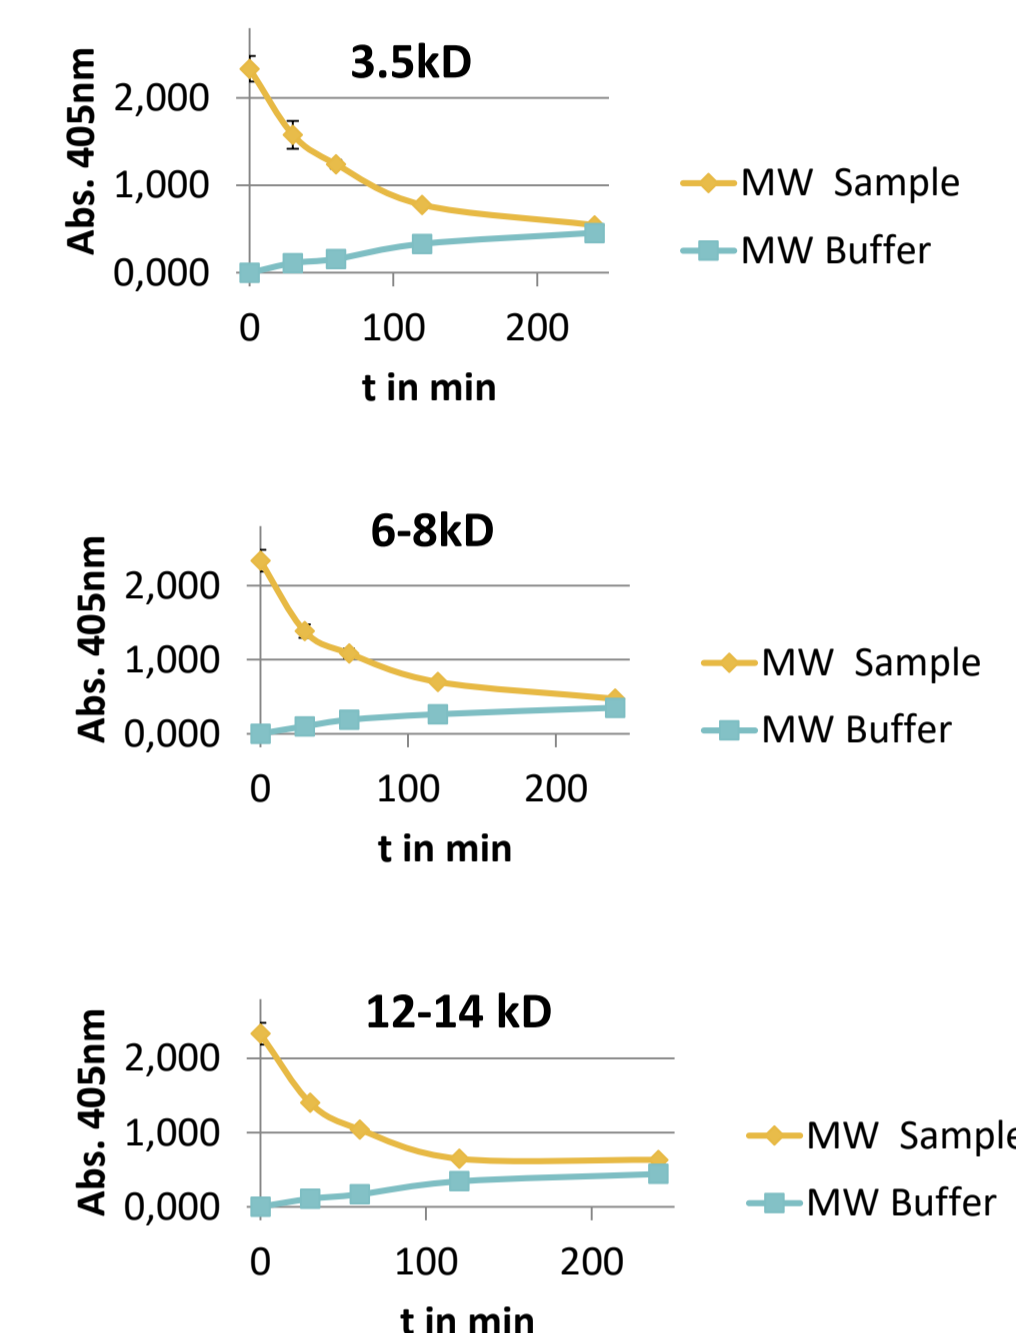 3.5kD
Abs. 405nm
2,000
1,000
0,000
0 100 200
t in min
MW Sample
MW Buffer
6-8kD
Abs. 405nm
2,000
1,000
0,000
0 100 200
t in min
MW Sample
MW Buffer
12-14 kD
Abs. 405nm
2,000
1,000
0,000
0 100 200
t in min
MW Sample
MW Buffer